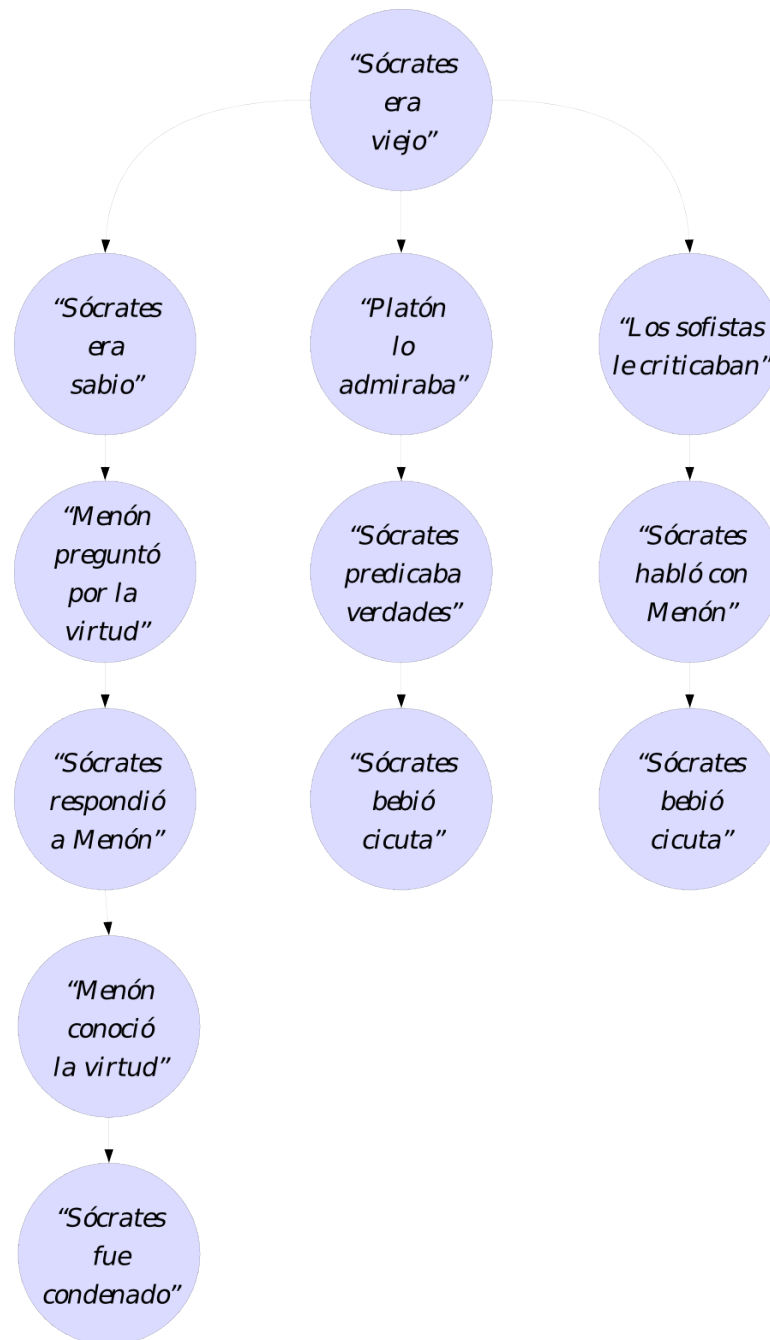 “Sócrates
era
viejo”
“Sócrates
era
sabio”
“Platón
lo
admiraba”
“Los sofistas
le criticaban”
“Menón
preguntó
por la
virtud”
“Sócrates
predicaba
verdades”
“Sócrates
habló con
Menón”
“Sócrates
respondió
a Menón”
“Sócrates
bebió
cicuta”
“Sócrates
bebió
cicuta”
“Menón
conoció
la virtud”
“Sócrates
fue
condenado”